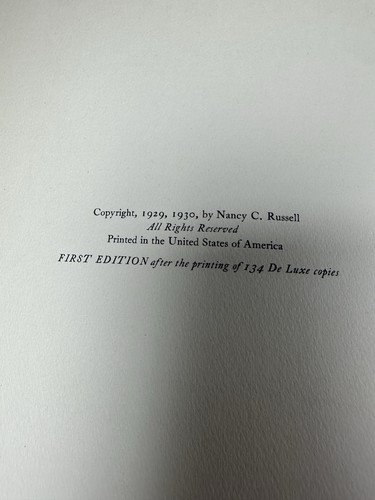 Copyright, 1929, 1930, by Nancy C. Russell
All Rights Reserved
Printed in the United States of America
FIRST EDITION after the printing of 134 De Luxe copies